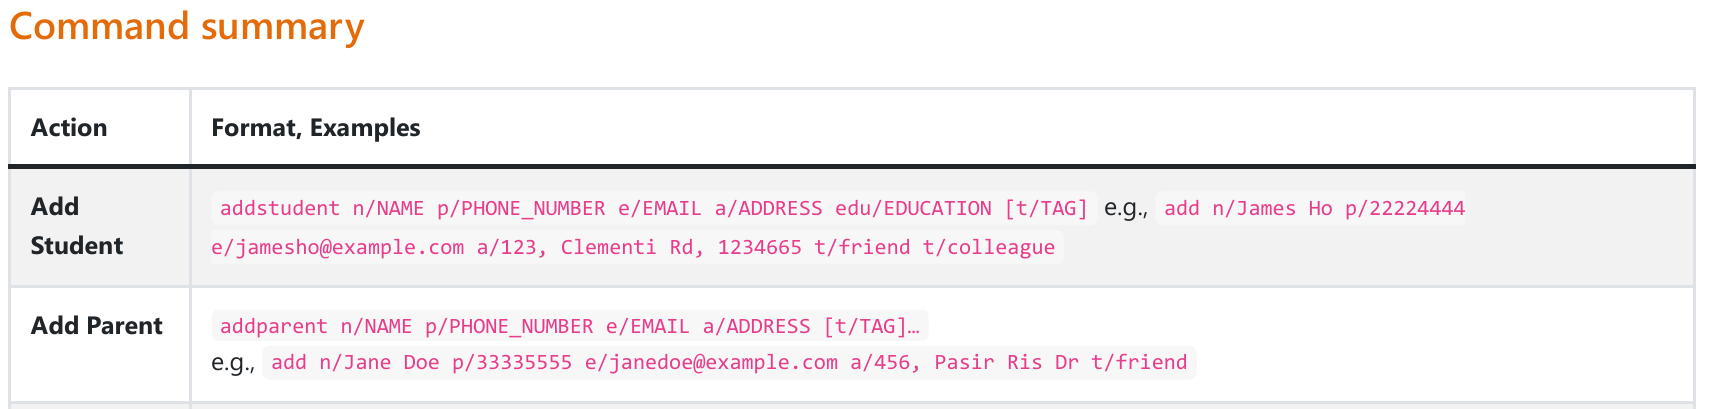 Command summary
Action
Format, Examples
Add
Student
addstudent n/NAME p/PHONE_NUMBER e/EMAIL a/ADDRESS edu/EDUCATION [t/TAG] e.g., add n/James Ho p/22224444
e/jamesho@example.com a/123, Clementi Rd, 1234665 t/friend t/colleague
Add Parent
addparent n/NAME p/PHONE_NUMBER e/EMAIL a/ADDRESS [t/TAG]…
e.g., add n/Jane Doe p/33335555 e/janedoe@example.com a/456, Pasir Ris Dr t/friend